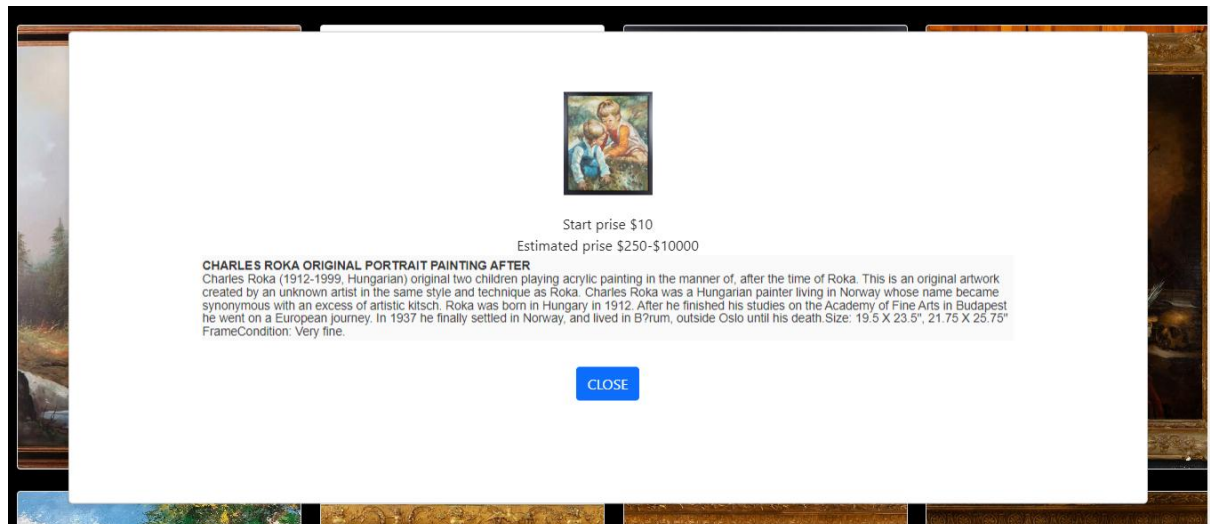 Start prise $10
Estimated prise $250-$10000
CHARLES ROKA ORIGINAL PORTRAIT PAINTING AFTER
Charles Roka (1912-1999, Hungarian) original two children playing acrylic painting in the manner of, after the time of Roka. This is an original artwork
created by an unknown artist in the same style and technique as Roka. Charles Roka was a Hungarian painter living in Norway whose name became
synonymous with an excess of artistic kitsch. Roka was born in Hungary in 1912. After he finished his studies on the Academy of Fine Arts in Budapest
he went on a European journey. In 1937 he finally settled in Norway, and lived in B?rum, outside Oslo until his death.Size: 19.5 X 23.5", 21.75 X 25.75"
FrameCondition: Very fine.
CLOSE